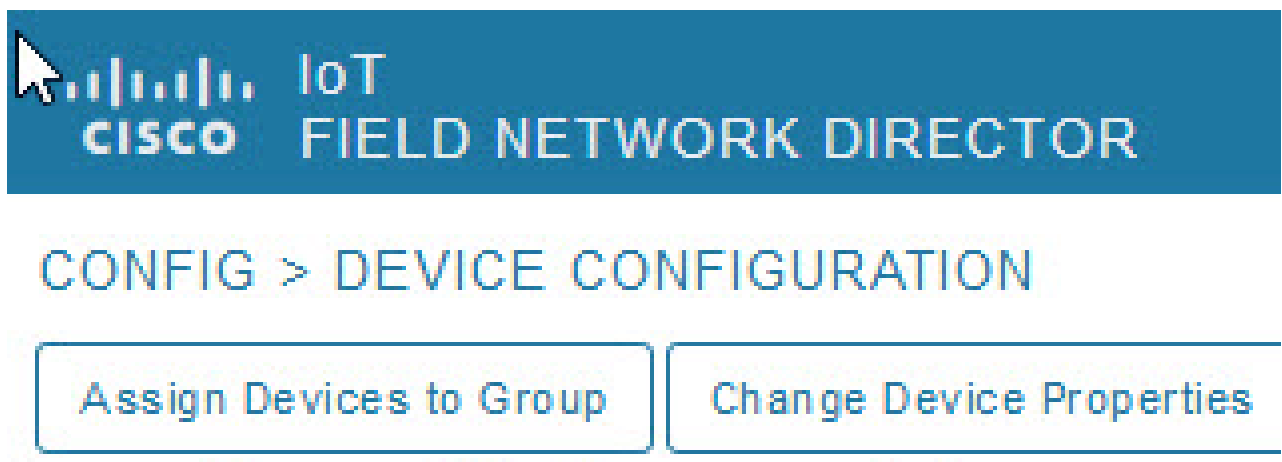 IoT
CISCO FIELD NETWORK DIRECTOR
CONFIG > DEVICE CONFIGURATION
Assign Devices to Group Change Device Properties